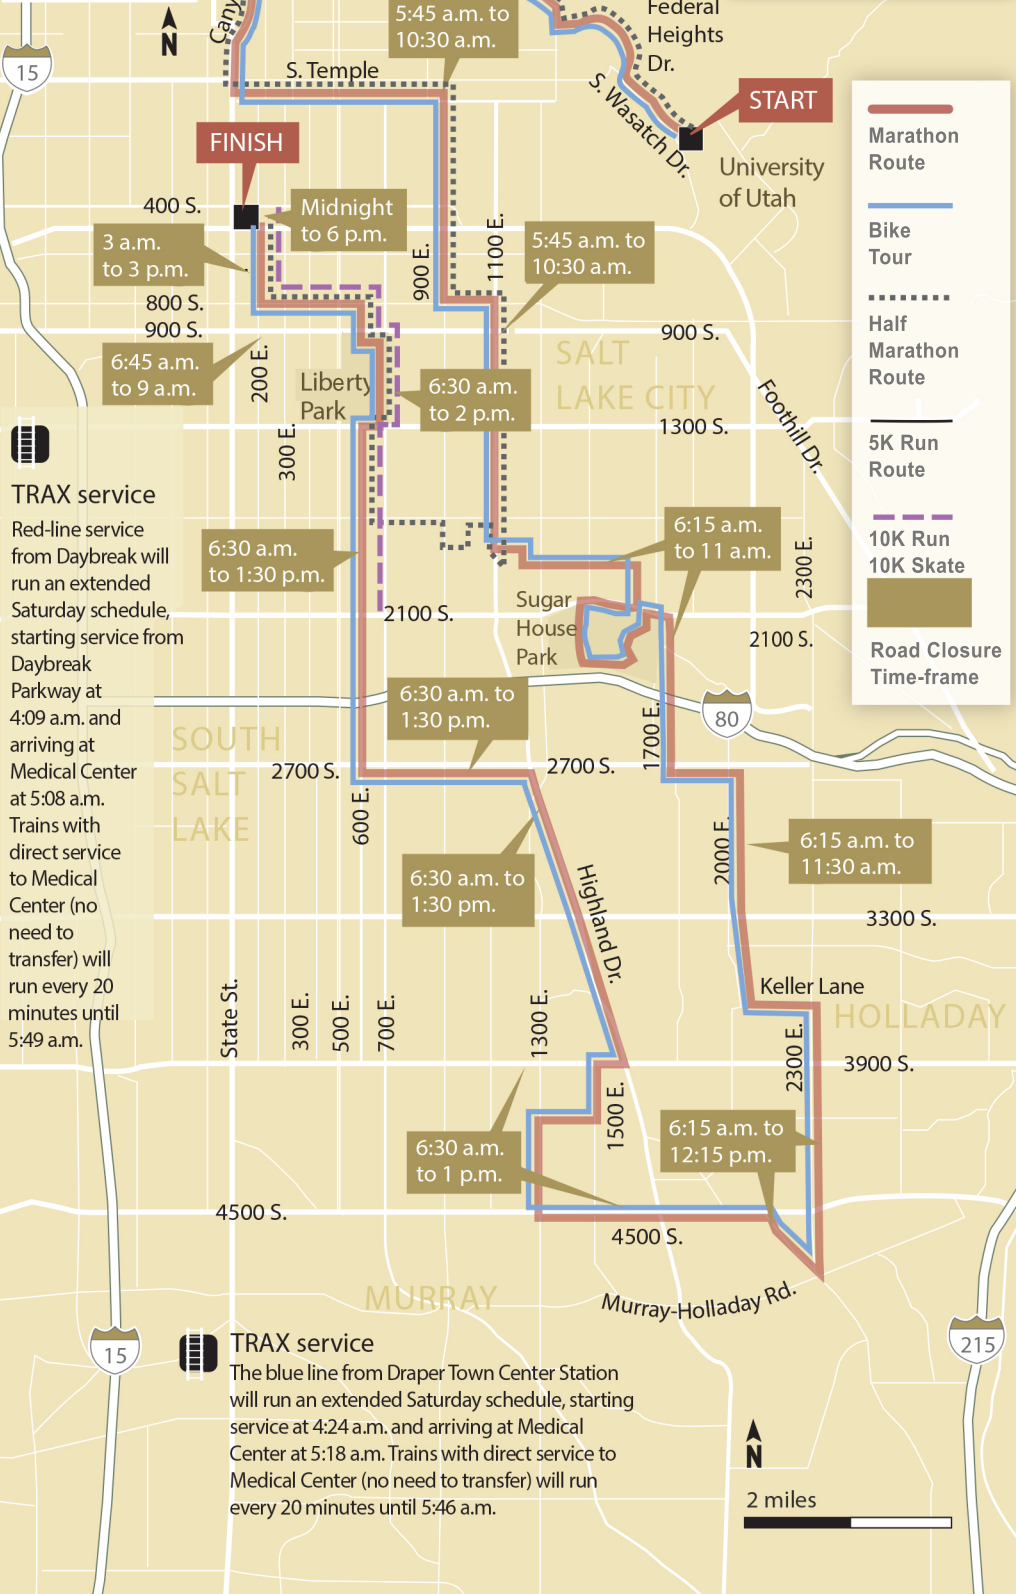 5:45 a.m. to
10:30 a.m.
Federal
Heights
Dr.
N
Cany
15
S. Temple
S. Wasatch Dr.
START
FINISH
University
of Utah
Marathon
Route
Bike
Tour
Half
Marathon
Route
5K Run
Route
10K Run
10K Skate
Road Closure
Time-frame
400 S.
Midnight
to 6 p.m.
3 a.m.
to 3 p.m.
900 E.
1100 E.
5:45 a.m. to
10:30 a.m.
800 S.
900 S.
900 S.
6:45 a.m.
to 9 a.m.
200 E.
Liberty
Park
6:30 a.m.
to 2 p.m.
SALT
LAKE CITY
Foothill Dr.
1300 S.
300 E.
TRAX service
Red-line service
from Daybreak will
run an extended
Saturday schedule,
starting service from
Daybreak
Parkway at
4:09 a.m. and
arriving at
Medical Center
at 5:08 a.m.
Trains with
direct service
to Medical
Center (no
need to
transfer) will
run every 20
minutes until
5:49 a.m.
6:30 a.m.
to 1:30 p.m.
6:15 a.m.
to 11 a.m.
2300 E.
2100 S.
Sugar
House
Park
2100 S.
6:30 a.m. to
1:30 p.m.
1700 E.
80
SOUTH
SALT
LAKE
2700 S.
2700 S.
600 E.
2000 E.
6:15 a.m. to
11:30 a.m.
6:30 a.m. to
1:30 pm.
Highland Dr.
3300 S.
Keller Lane
HOLLADAY
State St.
300 E.
500 E.
700 E.
1300 E.
2300 E.
3900 S.
1500 E.
6:30 a.m.
to 1 p.m.
6:15 a.m. to
12:15 p.m.
4500 S.
4500 S.
MURRAY
Murray-Holladay Rd.
15
215
TRAX service
The blue line from Draper Town Center Station
will run an extended Saturday schedule, starting
service at 4:24 a.m. and arriving at Medical
Center at 5:18 a.m. Trains with direct service to
Medical Center (no need to transfer) will run
every 20 minutes until 5:46 a.m.
N
2 miles